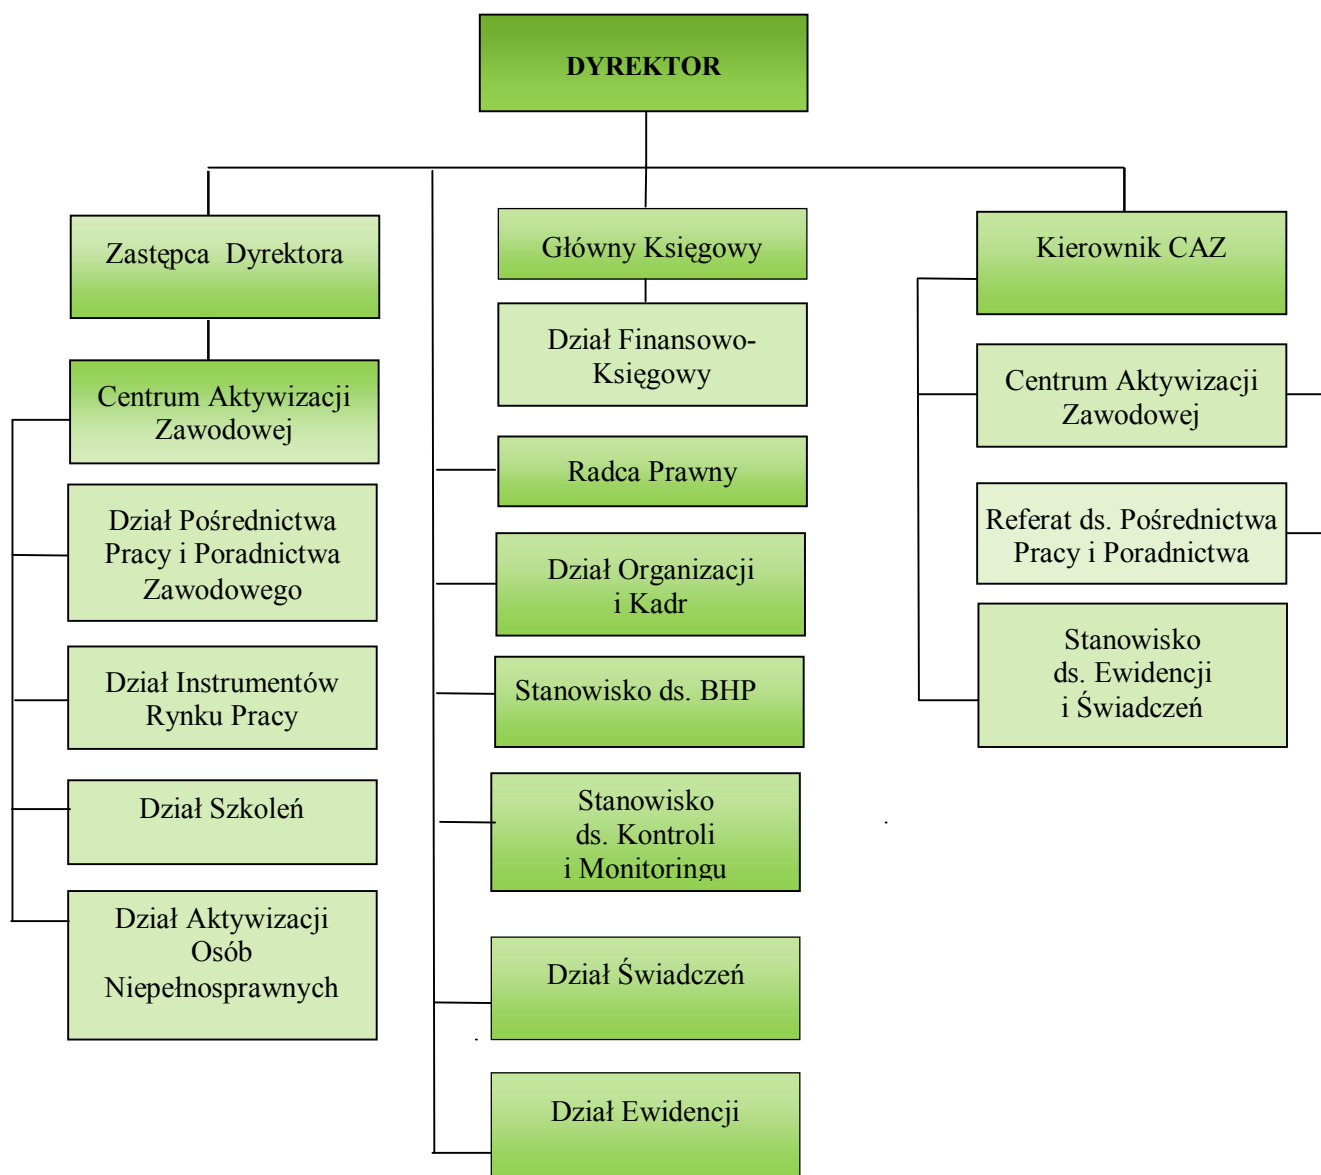 DYREKTOR
Zastępca Dyrektora
Centrum Aktywizacji
Zawodowej
Dział Pośrednictwa
Pracy i Poradnictwa
Zawodowego
Dział Instrumentów
Rynku Pracy
Dział Szkoleń
Dział Aktywizacji
Osób
Niepełnosprawnych
Główny Księgowy
Dział Finansowo-
Księgowy
Radca Prawny
Dział Organizacji
i Kadr
Stanowisko ds. BHP
Stanowisko
ds. Kontroli
i Monitoringu
Dział Świadczeń
Dział Ewidencji
Kierownik CAZ
Centrum Aktywizacji
Zawodowej
Referat ds. Pośrednictwa
Pracy i Poradnictwa
Stanowisko
ds. Ewidencji
i Świadczeń